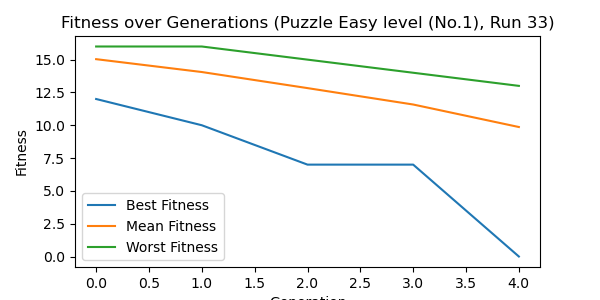 Fitness over Generations (Puzzle Easy level (No.1), Run 33)
Fitness
15.0
12.5
10.0
7.5
5.0
2.5
0.0
Best Fitness
Mean Fitness
Worst Fitness
0.0 0.5 1.0 1.5 2.0 2.5 3.0 3.5 4.0
Generation